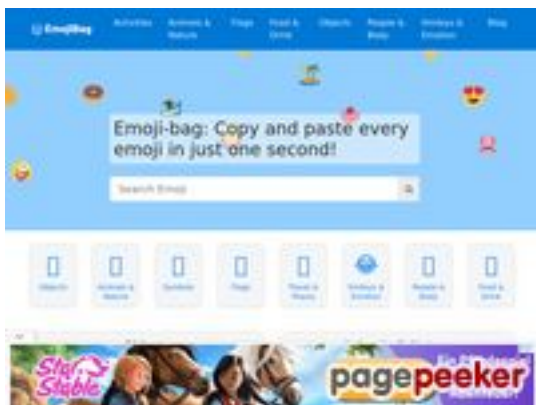 EmojiBag
Activities Animals & Nature Flags Food & Drink Objects People & Body Smileys & Emotion Blog
Emoji-bag: Copy and paste every
emoji in just one second!
Search Emoji
Objects Animals & Nature Symbols Flags Travel & Places Smileys & Emotion People & Body Food & Drink
Star
Stable
pagepeeker